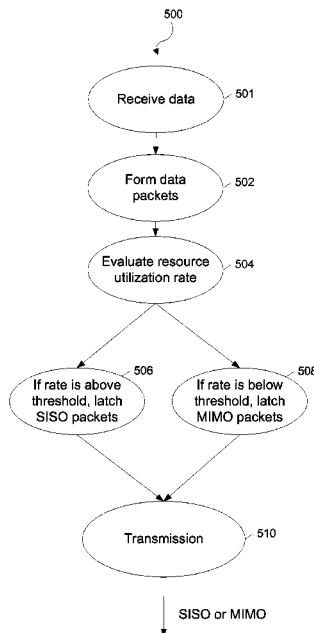 500
Receive data
501
Form data
packets
502
Evaluate resource
utilization rate
504
506
If rate is above
threshold, latch
SISO packets
508
If rate is below
threshold, latch
MIMO packets
Transmission
510
SISO or MIMO